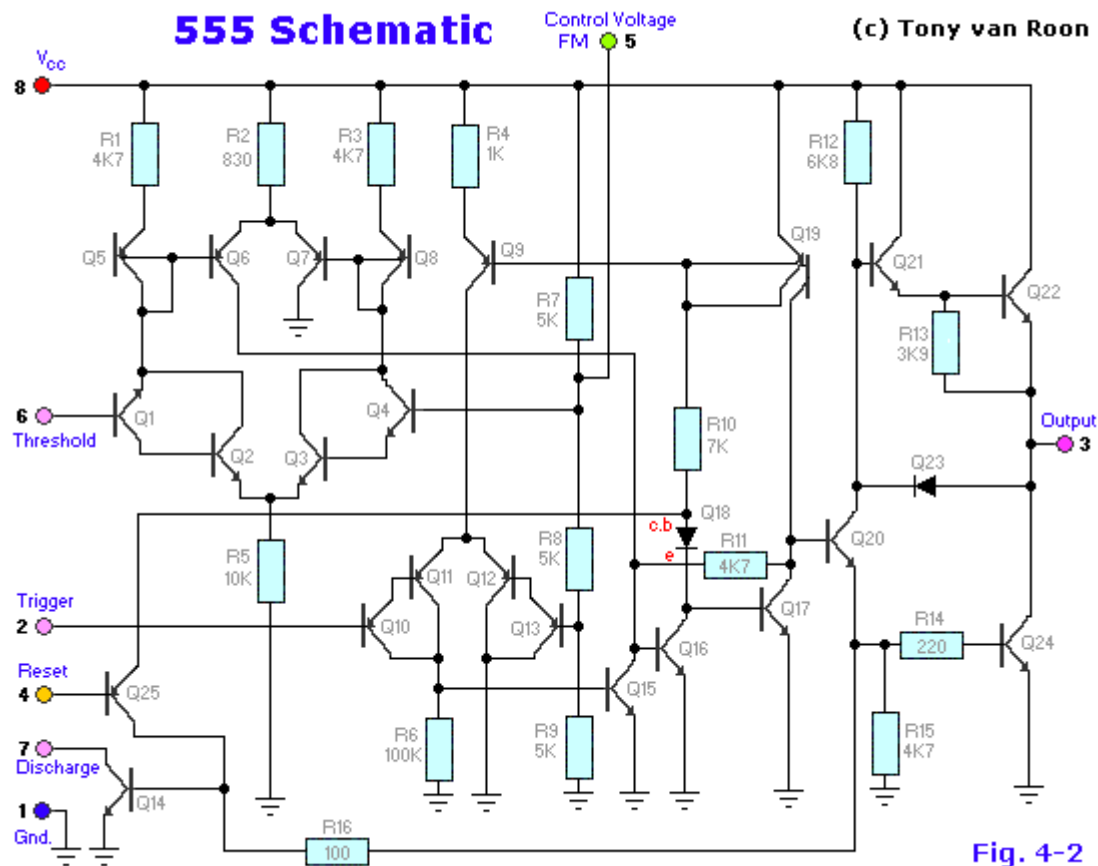 555 Schematic
Control Voltage
FM 5
(c) Tony van Roon
Vcc
8
R1
4K7
R2
830
R3
4K7
R4
1K
R12
6K8
Q5
Q6
Q7
Q8
Q9
Q19
Q21
Q22
R7
5K
R13
3K9
6
Threshold
Q1
Q2
Q3
Q4
R10
7K
Output
3
Q23
Q18
c.b
e
R11
4K7
Q20
R5
10K
R8
5K
Q11
Q12
Trigger
2
Q10
Q13
Q17
Q16
R14
220
Q24
Reset
4
Q25
Q15
7
Discharge
R6
100K
R9
5K
R15
4K7
Q14
1
Gnd.
R16
100
Fig. 4-2